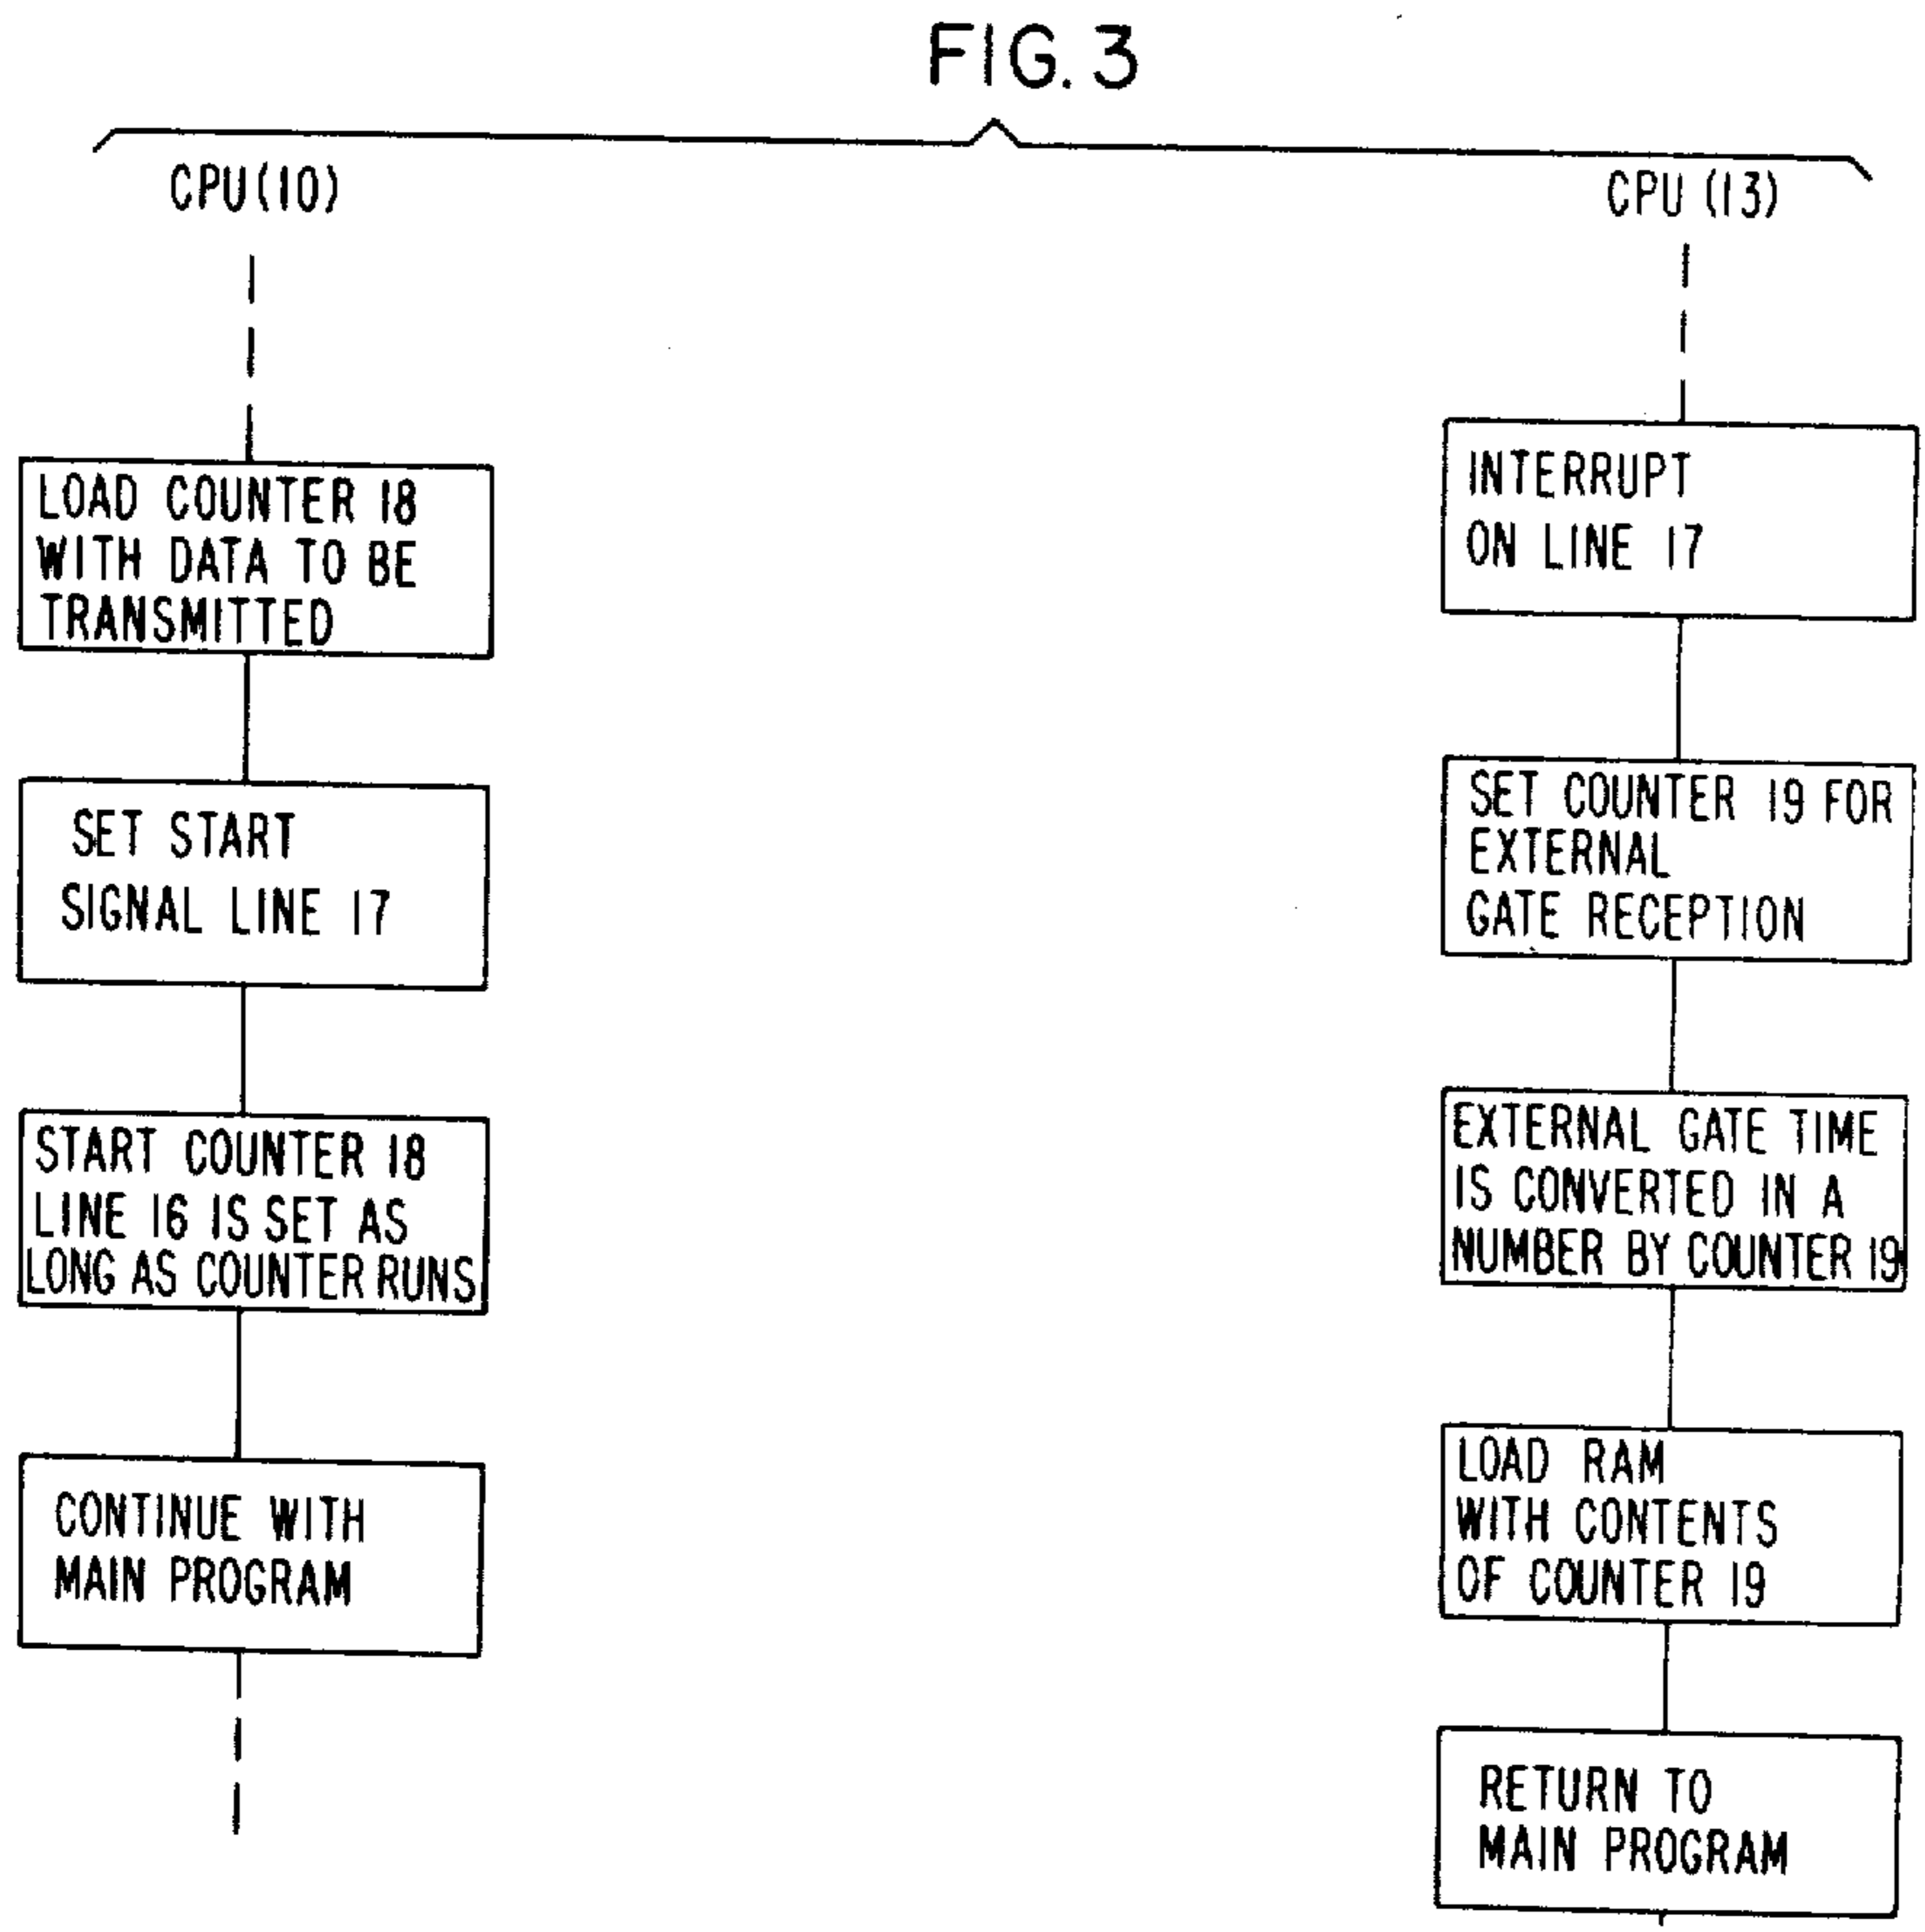 FIG. 3
CPU(10)
LOAD COUNTER 18
WITH DATA TO BE
TRANSMITTED
SET START
SIGNAL LINE 17
START COUNTER 18
LINE 16 IS SET AS
LONG AS COUNTER RUNS
CONTINUE WITH
MAIN PROGRAM
CPU (13)
INTERRUPT
ON LINE 17
SET COUNTER 19 FOR
EXTERNAL
GATE RECEPTION
EXTERNAL GATE TIME
IS CONVERTED IN A
NUMBER BY COUNTER 19
LOAD RAM
WITH CONTENTS
OF COUNTER 19
RETURN TO
MAIN PROGRAM